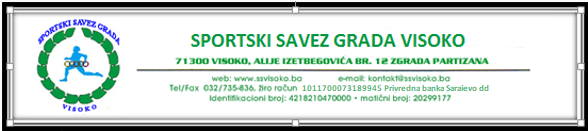 SPORTSKI SAVEZ GRADA
VISOKO
SPORTSKI SAVEZ GRADA VISOKO
71300 VISOKO, ALIJE IZETBEGOVIĆA BR. 12 ZGRADA PARTIZANA
web: www.ssvisoko.ba e-mail: kontakt@ssvisoko.ba
Tel/Fax 032/735-836, žiro račun 1011700073189945 Privredna banka Sarajevo dd
Identifikacioni broj: 4218210470000 • matični broj: 20299177